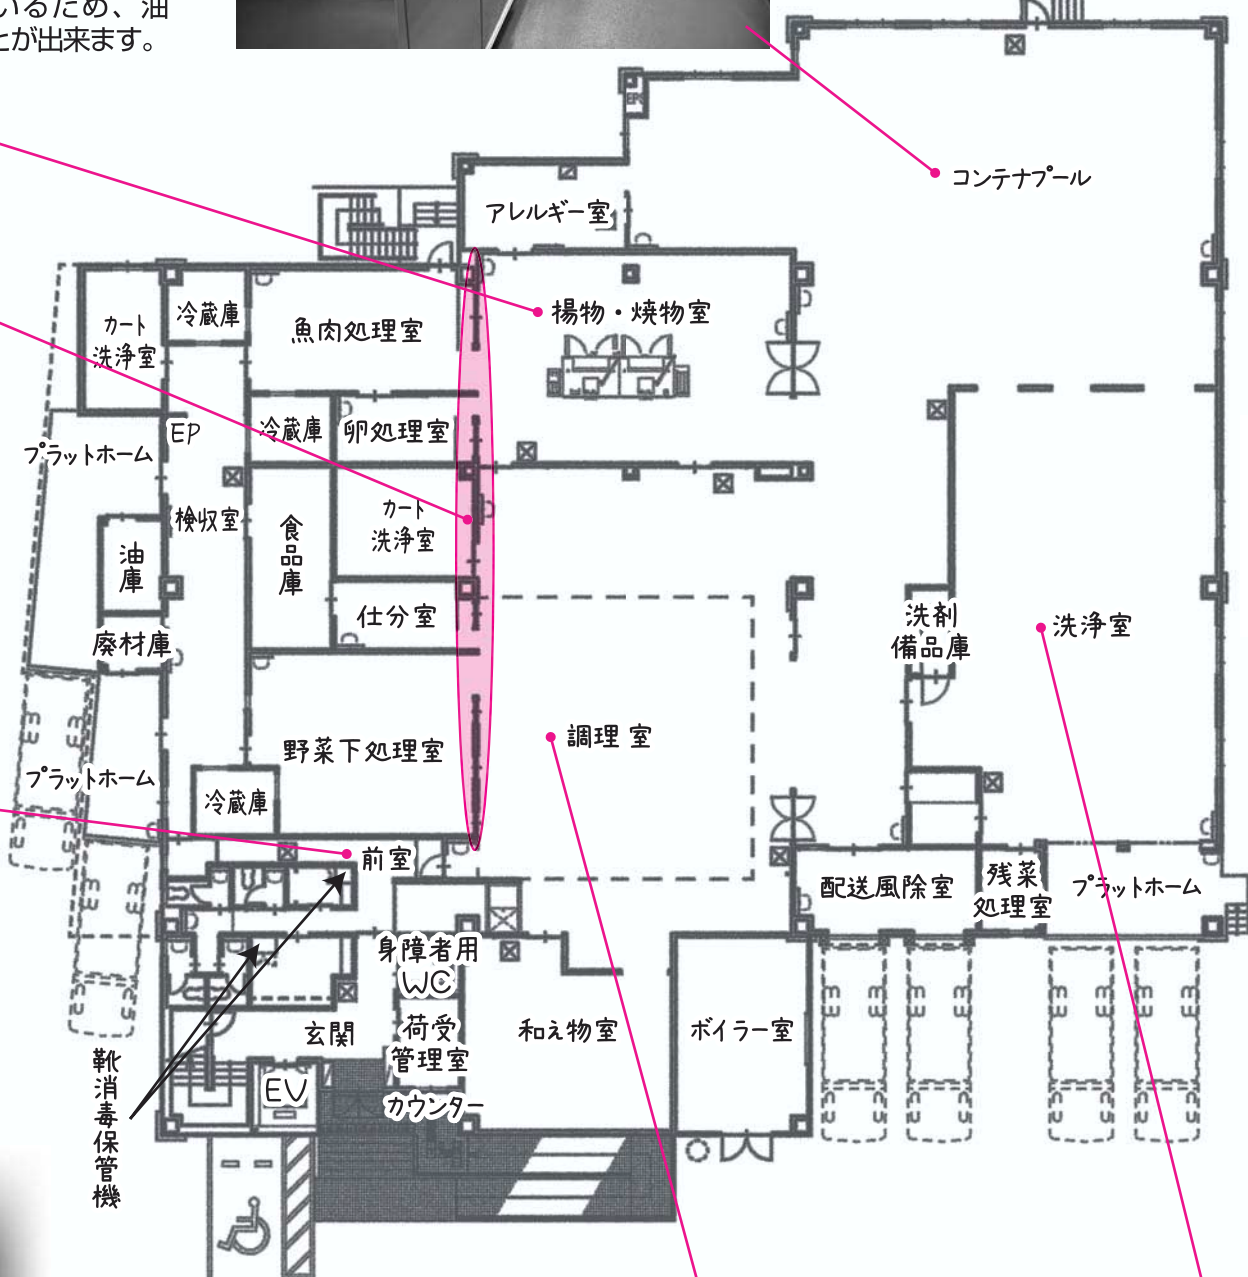 いるため、油
とが出来ます。
コンテナプール
アレルギー室
揚物・焼物室
カート
洗浄室
冷蔵庫
魚肉処理室
冷蔵庫
卵処理室
EP
プラットホーム
検収室
食品庫
カート
洗浄室
油庫
仕分室
廃材庫
洗剤
備品庫
洗浄室
野菜下処理室
調理室
プラットホーム
冷蔵庫
前室
配送風除室
残菜
処理室
プラットホーム
身障者用
WC
玄関
荷受
管理室
和え物室
ボイラー室
EV
カウンター
靴消毒保管機